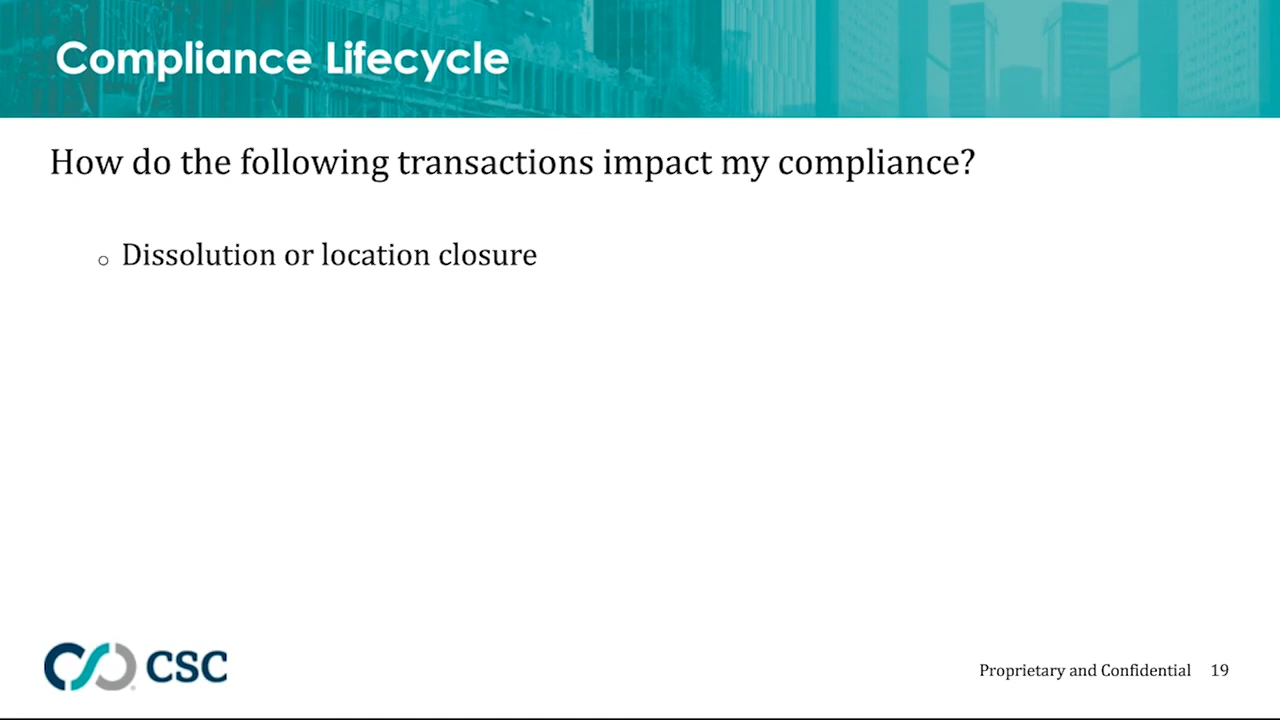 Compliance Lifecycle
How do the following transactions impact my compliance?
○ Dissolution or location closure
CSC
Proprietary and Confidential 19